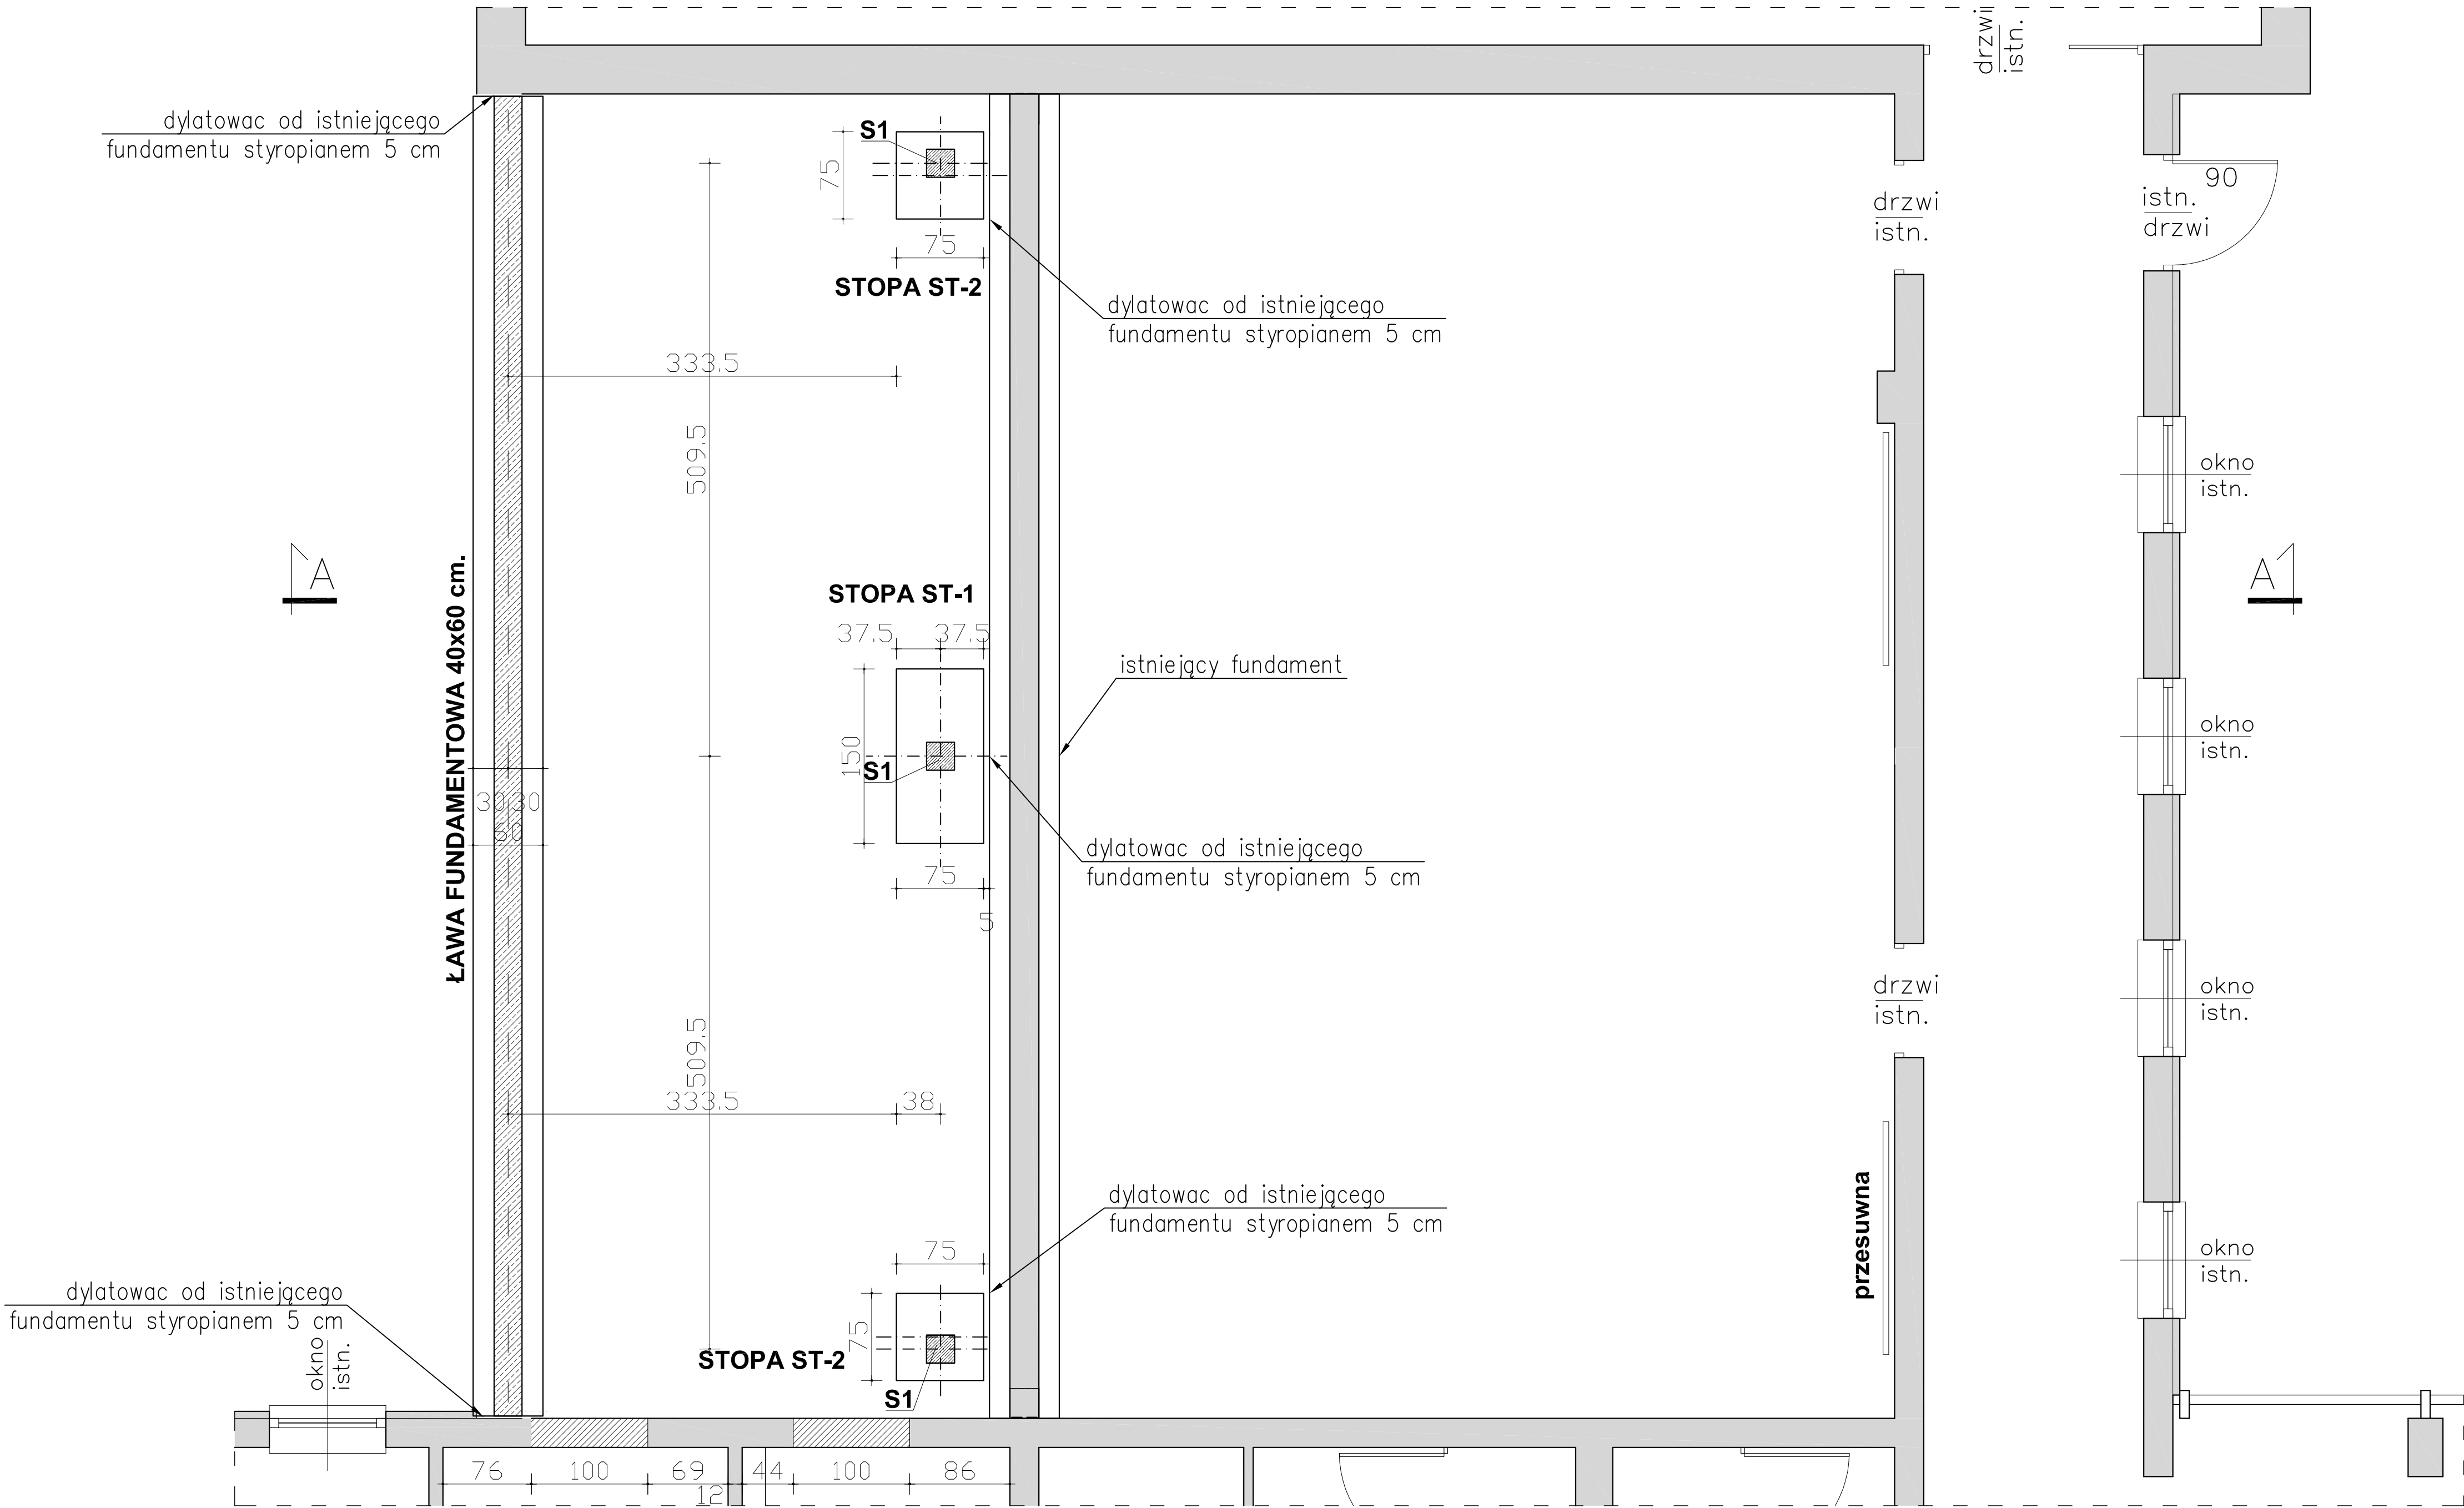 drzwi
istn.
dylatowac od istniejącego
fundamentu styropianem 5 cm
S1
75
75
STOPA ST-2
drzwi
istn.
istn.
drzwi
90
dylatowac od istniejącego
fundamentu styropianem 5 cm
333.5
509.5
okno
istn.
A
STOPA ST-1
A
37.5
37.5
ŁAWA FUNDAMENTOWA 40x60 cm.
istniejący fundament
okno
istn.
150
S1
30
30
60
dylatowac od istniejącego
fundamentu styropianem 5 cm
75
5
drzwi
istn.
okno
istn.
509.5
333.5
38
dylatowac od istniejącego
fundamentu styropianem 5 cm
przesuwna
75
okno
istn.
dylatowac od istniejącego
fundamentu styropianem 5 cm
75
STOPA ST-2
S1
okno
istn.
76
100
69
12
44
100
86